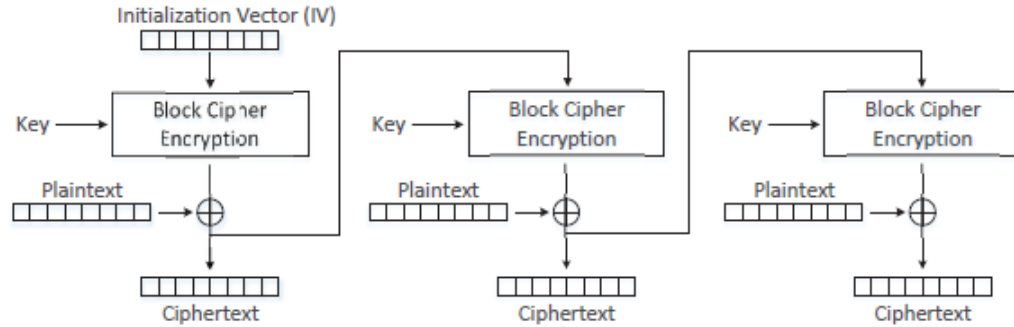 Initialization Vector (IV)
Key
Block Cipher
Encryption
Plaintext
Ciphertext
Key
Block Cipher
Encryption
Plaintext
Ciphertext
Key
Block Cipher
Encryption
Plaintext
Ciphertext